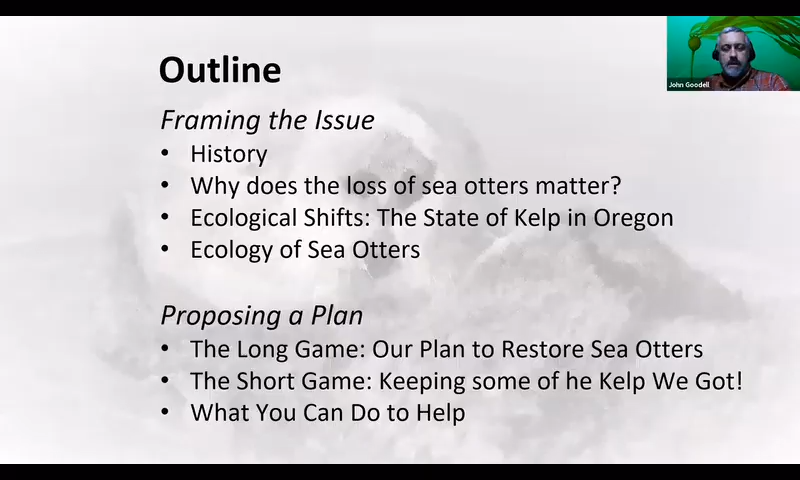 Outline
John Goodell
Framing the Issue
• History
• Why does the loss of sea otters matter?
• Ecological Shifts: The State of Kelp in Oregon
• Ecology of Sea Otters
Proposing a Plan
• The Long Game: Our Plan to Restore Sea Otters
• The Short Game: Keeping some of he Kelp We Got!
• What You Can Do to Help